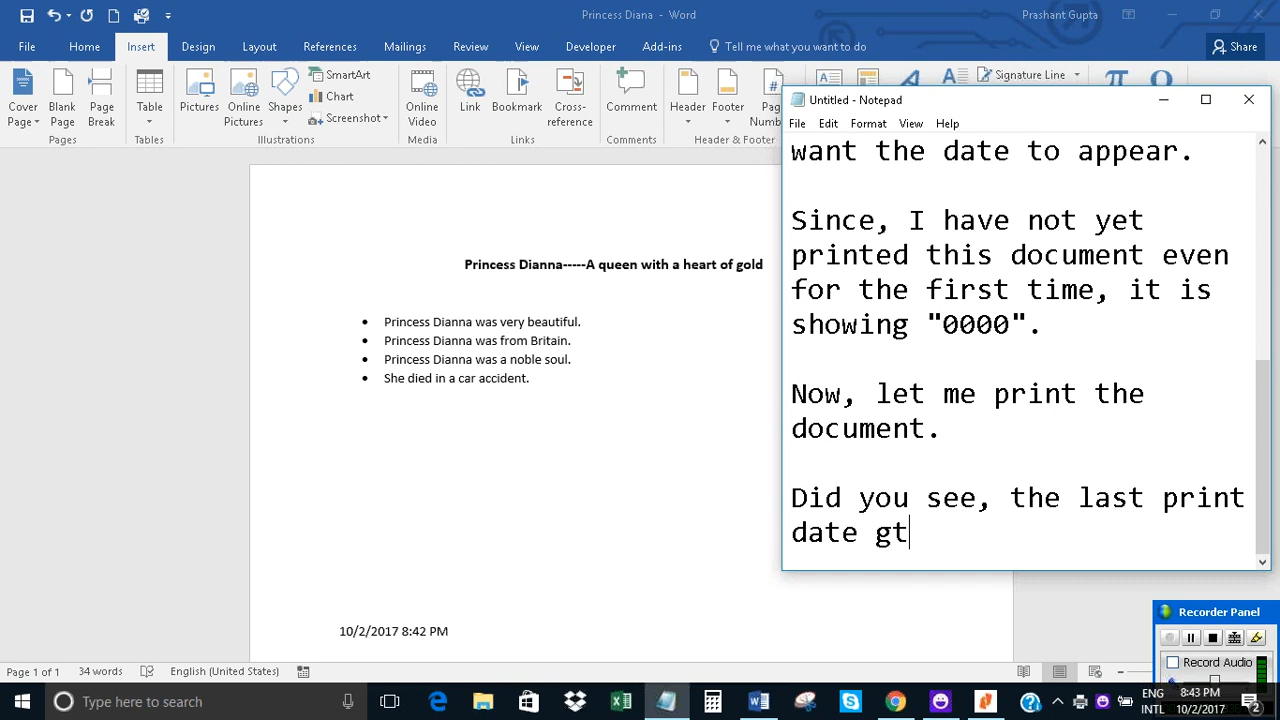 Princess Diana - Word
Prashant Gupta
File Home Insert Design Layout References Mailings Review View Developer Add-ins Tell me what you want to do Share
Cover Page
Blank Page
Page Break
Pages
Table
Tables
Pictures
Online Pictures
Shapes
SmartArt
Chart
Screenshot
Illustrations
Online Video
Media
Link
Bookmark
Cross-reference
Links
Comment
Comments
Header
Footer
Header & Footer
Signature Line
Untitled - Notepad
File Edit Format View Help
want the date to appear.
Since, I have not yet
printed this document even
for the first time, it is
showing "0000".
Now, let me print the
document.
Did you see, the last print
date gt
Princess Dianna-----A queen with a heart of gold
• Princess Dianna was very beautiful.
• Princess Dianna was from Britain.
• Princess Dianna was a noble soul.
• She died in a car accident.
10/2/2017 8:42 PM
Recorder Panel
Record Audio
Page 1 of 1 34 words English (United States)
Type here to search
ENG
INTL
8:43 PM
10/2/2017
2